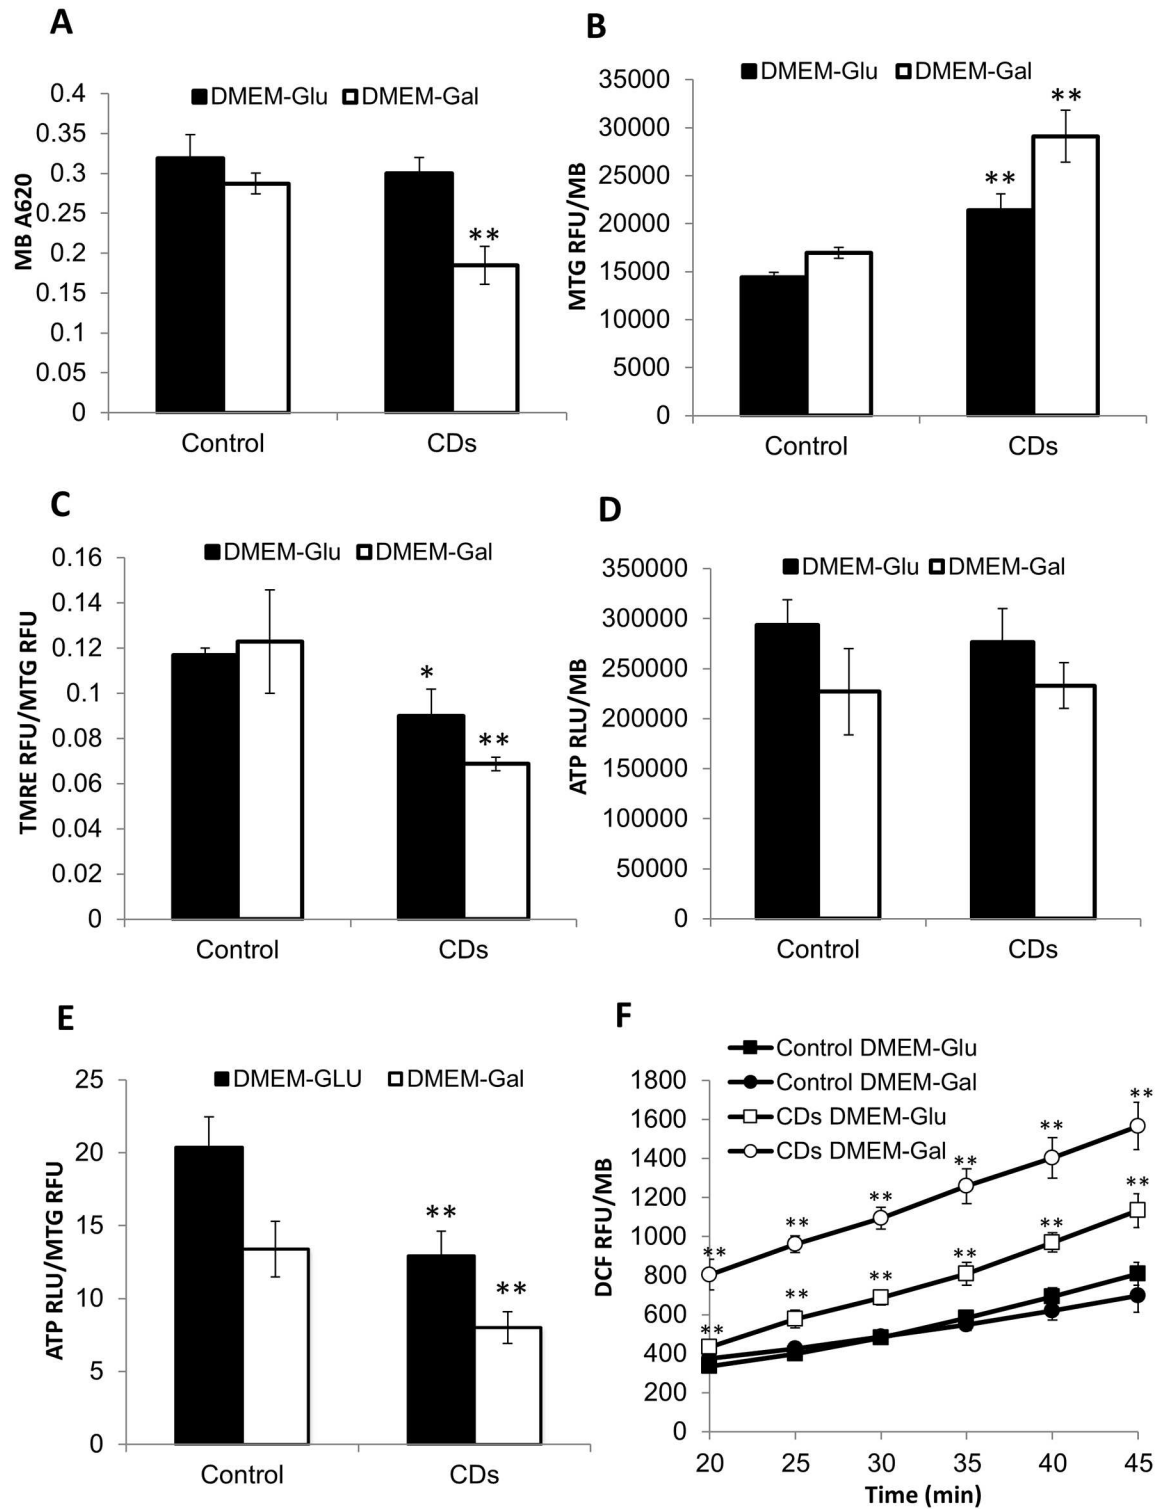 A
DMEM-Glu DMEM-Gal
MB A620
0.4
0.35
0.3
0.25
0.2
0.15
0.1
0.05
0
**
Control CDs
B
DMEM-Glu DMEM-Gal
MTG RFU/MB
35000
30000
25000
20000
15000
10000
5000
0
**
**
Control CDs
C
DMEM-Glu DMEM-Gal
TMRE RFU/MTG RFU
0.16
0.14
0.12
0.1
0.08
0.06
0.04
0.02
0
*
**
Control CDs
D
DMEM-Glu DMEM-Gal
ATP RLU/MB
350000
300000
250000
200000
150000
100000
50000
0
Control CDs
E
DMEM-GLU DMEM-Gal
ATP RLU/MTG RFU
25
20
15
10
5
0
**
**
Control CDs
F
Control DMEM-Glu
Control DMEM-Gal
CDs DMEM-Glu
CDs DMEM-Gal
DCF RFU/MB
1800
1600
1400
1200
1000
800
600
400
200
0
** ** ** ** ** **
** ** ** ** ** **
20 25 30 35 40 45
Time (min)